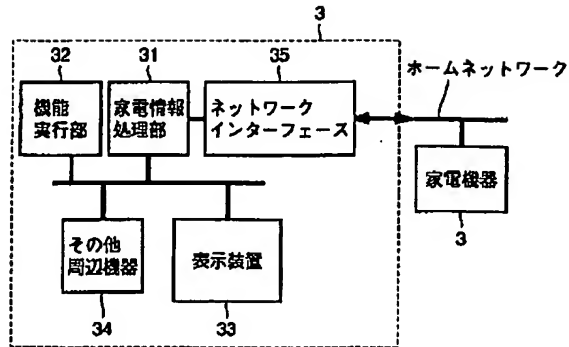 3
32
31
35
ホームネットワーク
機能
実行部
家電情報
処理部
ネットワーク
インターフェース
家電機器
3
その他
周辺機器
表示装置
34
33